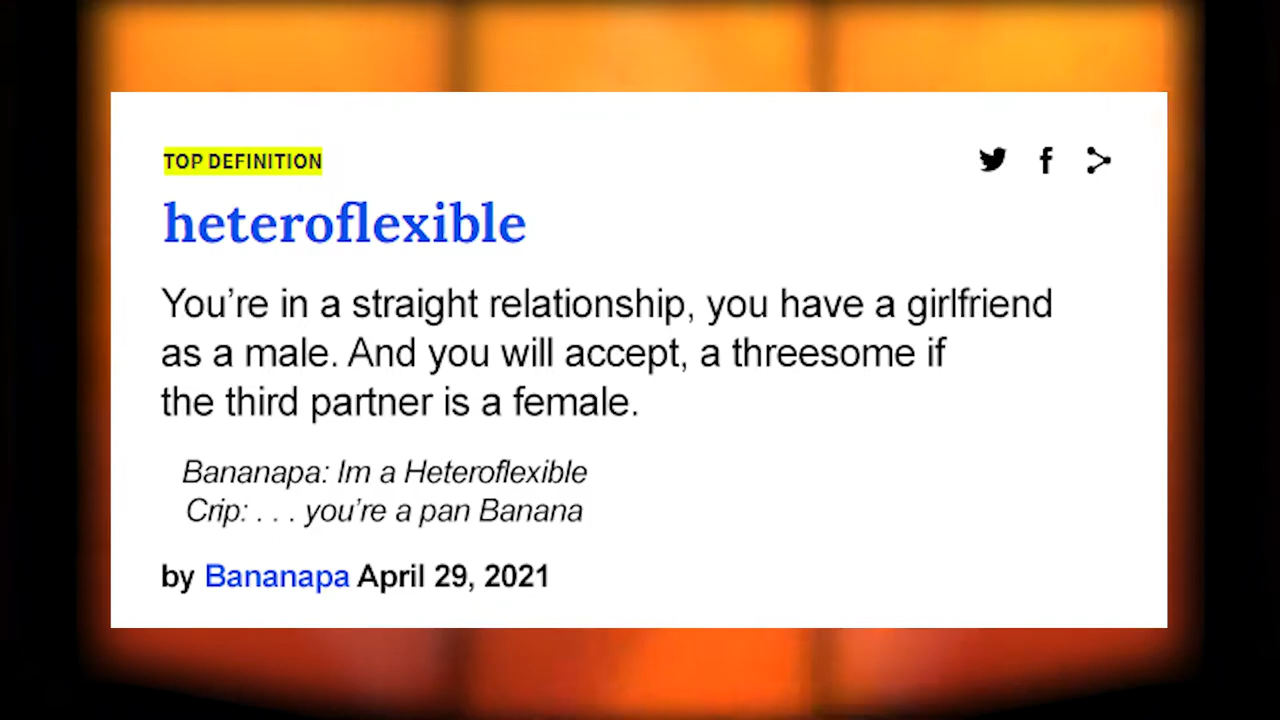 TOP DEFINITION
heteroflexible
You’re in a straight relationship, you have a girlfriend
as a male. And you will accept, a threesome if
the third partner is a female.
Bananapa: Im a Heteroflexible
Crip: . . . you’re a pan Banana
by Bananapa April 29, 2021